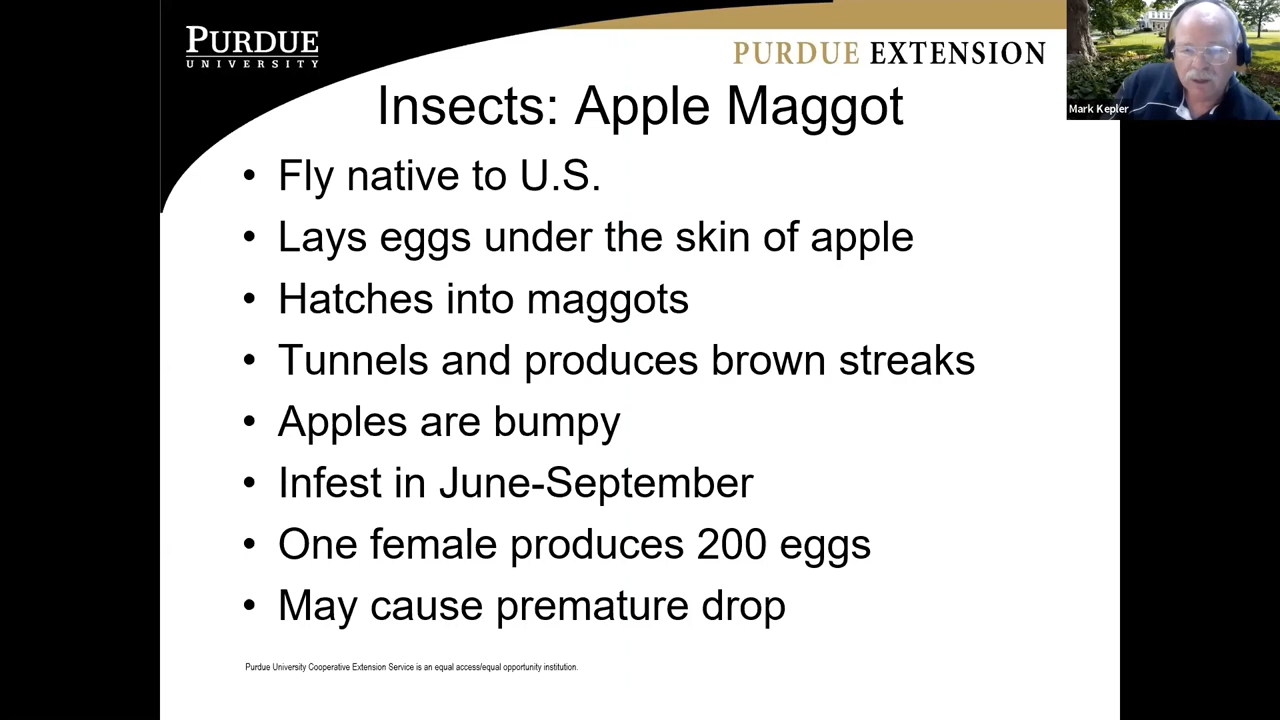 PURDUE
UNIVERSITY
PURDUE EXTENSION
Mark Kepler
Insects: Apple Maggot
• Fly native to U.S.
• Lays eggs under the skin of apple
• Hatches into maggots
• Tunnels and produces brown streaks
• Apples are bumpy
• Infest in June-September
• One female produces 200 eggs
• May cause premature drop
Purdue University Cooperative Extension Service is an equal access/equal opportunity institution.